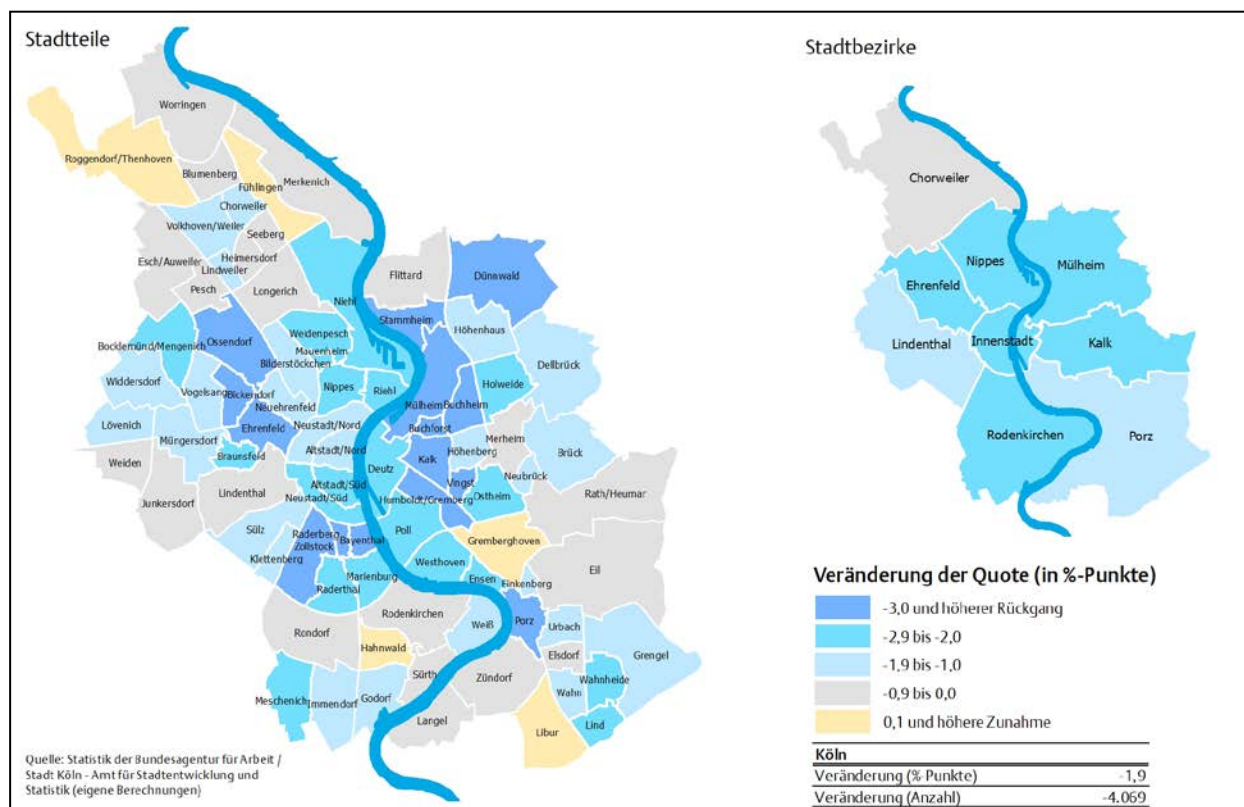 Stadtteile
Worringen
Roggendorf/Thenhoven
Blumenberg
Fühlingen
Merkenich
Chorweiler
Volkhoven/Weiler
Seeberg
Heimersdorf
Esch/Auweiler
Lindweiler
Pesch
Longerich
Flittard
Dünnwald
Niehl
Stammheim
Weidenpesch
Höhenhaus
Ossendorf
Bocklemünd/Mengenich
Mauenheim
Bilderstöckchen
Dellbrück
Widdersdorf
Vogelsang
Bickendorf
Nippes
Riehl
Holweide
Neuehrenfeld
Mülheim
Buchheim
Lövenich
Ehrenfeld
Neustadt/Nord
Buchforst
Müngersdorf
Merheim
Altstadt/Nord
Höhenberg
Brück
Weiden
Braunsfeld
Kalk
Deutz
Neubrück
Lindenthal
Altstadt/Süd
Vingst
Junkersdorf
Neustadt/Süd
Humboldt/Gremberg
Ostheim
Rath/Heumar
Sülz
Raderberg
Poll
Zollstock
Bayenthal
Gremberghoven
Klettenberg
Westhoven
Eil
Marienburg
Raderthal
Ensen
Einkenberg
Rodenkirchen
Rondorf
Weiß
Porz
Urbach
Hahnwald
Elsdorf
Grengel
Sürth
Zündorf
Wahnheide
Meschenich
Immendorf
Godorf
Wahn
Langel
Libur
Lind
Quelle: Statistik der Bundesagentur für Arbeit /
Stadt Köln - Amt für Stadtentwicklung und
Statistik (eigene Berechnungen)
Stadtbezirke
Chorweiler
Nippes
Mülheim
Ehrenfeld
Lindenthal
Innenstadt
Kalk
Rodenkirchen
Porz
Veränderung der Quote (in %-Punkte)
-3,0 und höherer Rückgang
-2,9 bis -2,0
-1,9 bis -1,0
-0,9 bis 0,0
0,1 und höhere Zunahme
Köln
Veränderung (%-Punkte) -1,9
Veränderung (Anzahl) -4.069